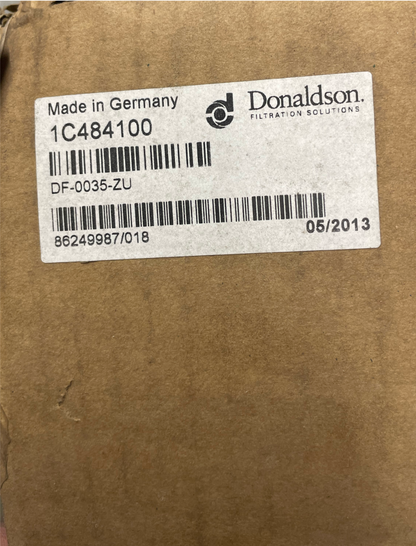 Made in Germany
Donaldson.
FILTRATION SOLUTIONS
1C484100
DF-0035-ZU
86249987/018
05/2013